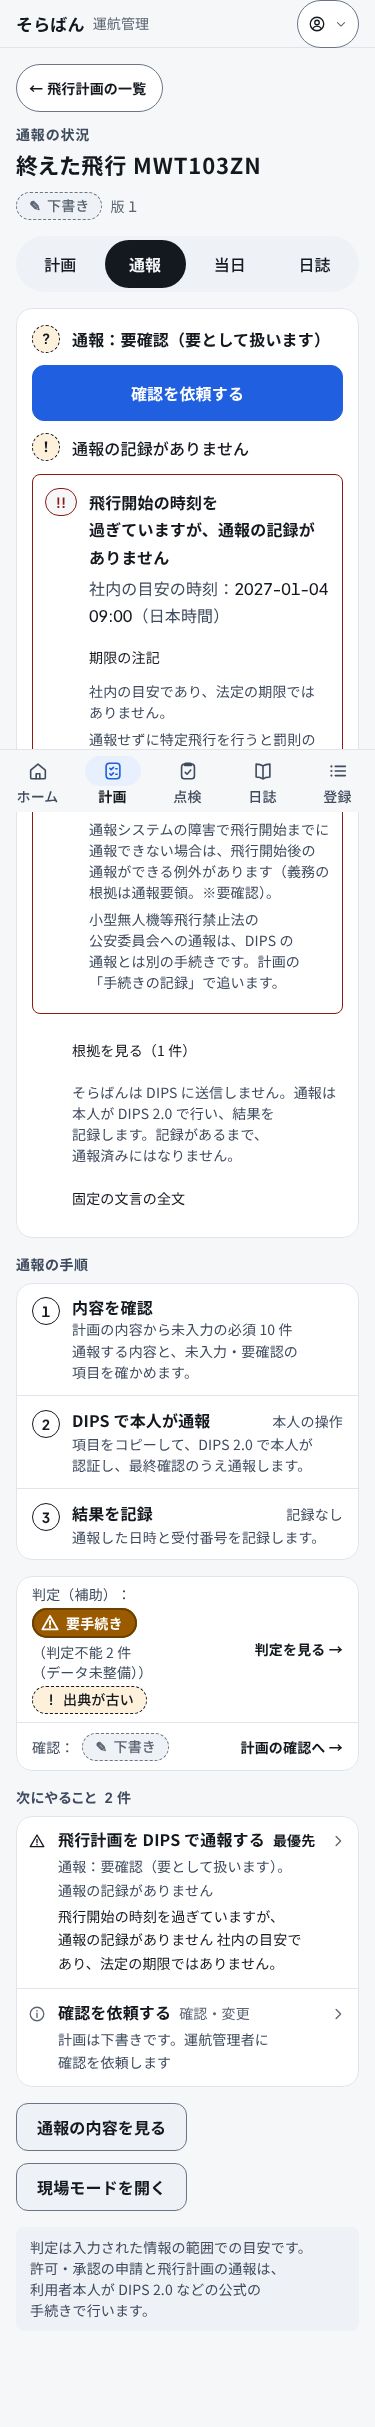 そらばん 運航管理
← 飛行計画の一覧
通報の状況
終えた飛行 MWT103ZN
✎ 下書き 版 1
計画 通報 当日 日誌
? 通報：要確認（要として扱います）
確認を依頼する
! 通報の記録がありません
!! 飛行開始の時刻を
過ぎていますが、通報の記録が
ありません
社内の目安の時刻：2027-01-04
09:00（日本時間）
期限の注記
社内の目安であり、法定の期限では
ありません。
通報せずに特定飛行を行うと罰則の
ホーム 計画 点検 日誌 登録
通報システムの障害で飛行開始までに
通報できない場合は、飛行開始後の
通報ができる例外があります（義務の
根拠は通報要領。※要確認）。
小型無人機等飛行禁止法の
公安委員会への通報は、DIPS の
通報とは別の手続きです。計画の
「手続きの記録」で追います。
根拠を見る（1 件）
そらばんは DIPS に送信しません。通報は
本人が DIPS 2.0 で行い、結果を
記録します。記録があるまで、
通報済みにはなりません。
固定の文言の全文
通報の手順
1 内容を確認
計画の内容から未入力の必須 10 件
通報する内容と、未入力・要確認の
項目を確かめます。
2 DIPS で本人が通報 本人の操作
項目をコピーして、DIPS 2.0 で本人が
認証し、最終確認のうえ通報します。
3 結果を記録 記録なし
通報した日時と受付番号を記録します。
判定（補助）：
要手続き
（判定不能 2 件
（データ未整備））
! 出典が古い
判定を見る →
確認： ✎ 下書き 計画の確認へ →
次にやること 2 件
飛行計画を DIPS で通報する 最優先
通報：要確認（要として扱います）。
通報の記録がありません
飛行開始の時刻を過ぎていますが、
通報の記録がありません 社内の目安で
あり、法定の期限ではありません。
確認を依頼する 確認・変更
計画は下書きです。運航管理者に
確認を依頼します
通報の内容を見る
現場モードを開く
判定は入力された情報の範囲での目安です。
許可・承認の申請と飛行計画の通報は、
利用者本人が DIPS 2.0 などの公式の
手続きで行います。